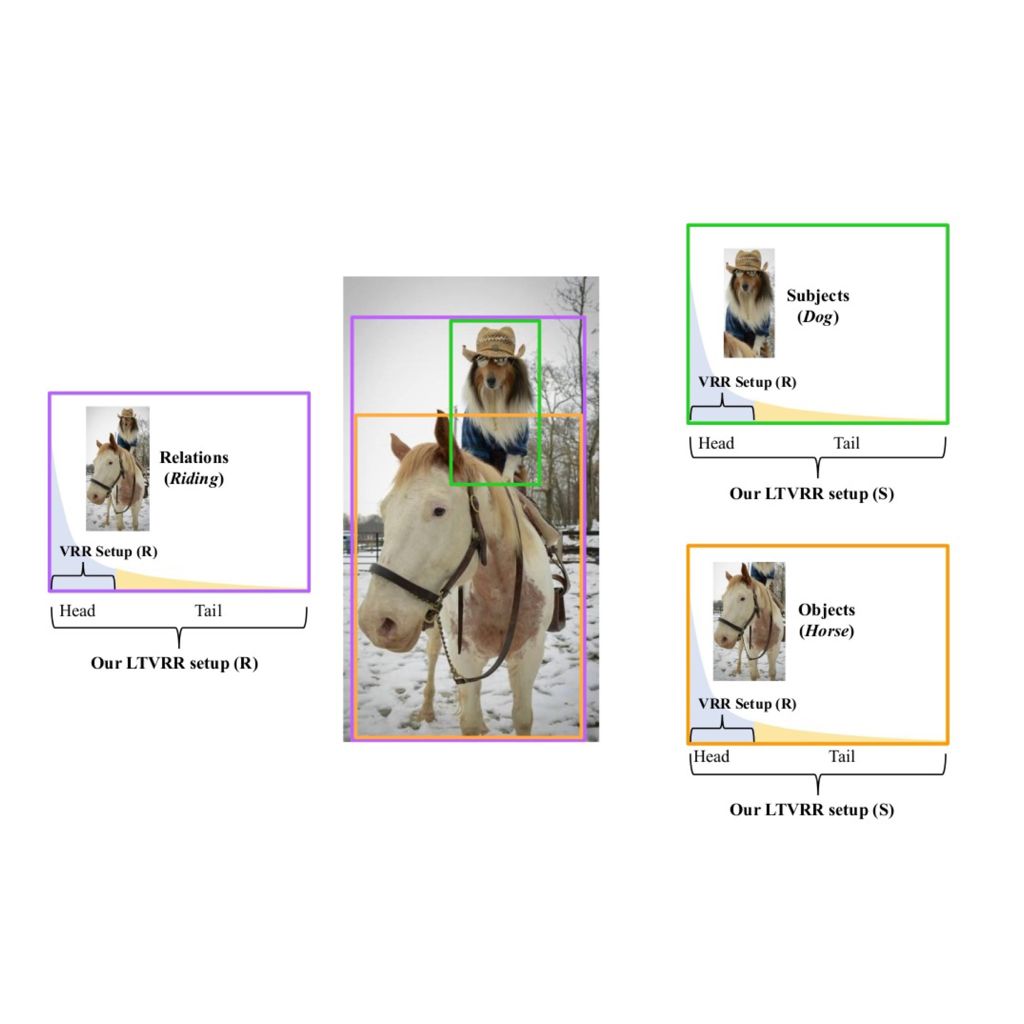 Relations
(Riding)
VRR Setup (R)
Head Tail
Our LTVRR setup (R)
Subjects
(Dog)
VRR Setup (R)
Head Tail
Our LTVRR setup (S)
Objects
(Horse)
VRR Setup (R)
Head Tail
Our LTVRR setup (S)